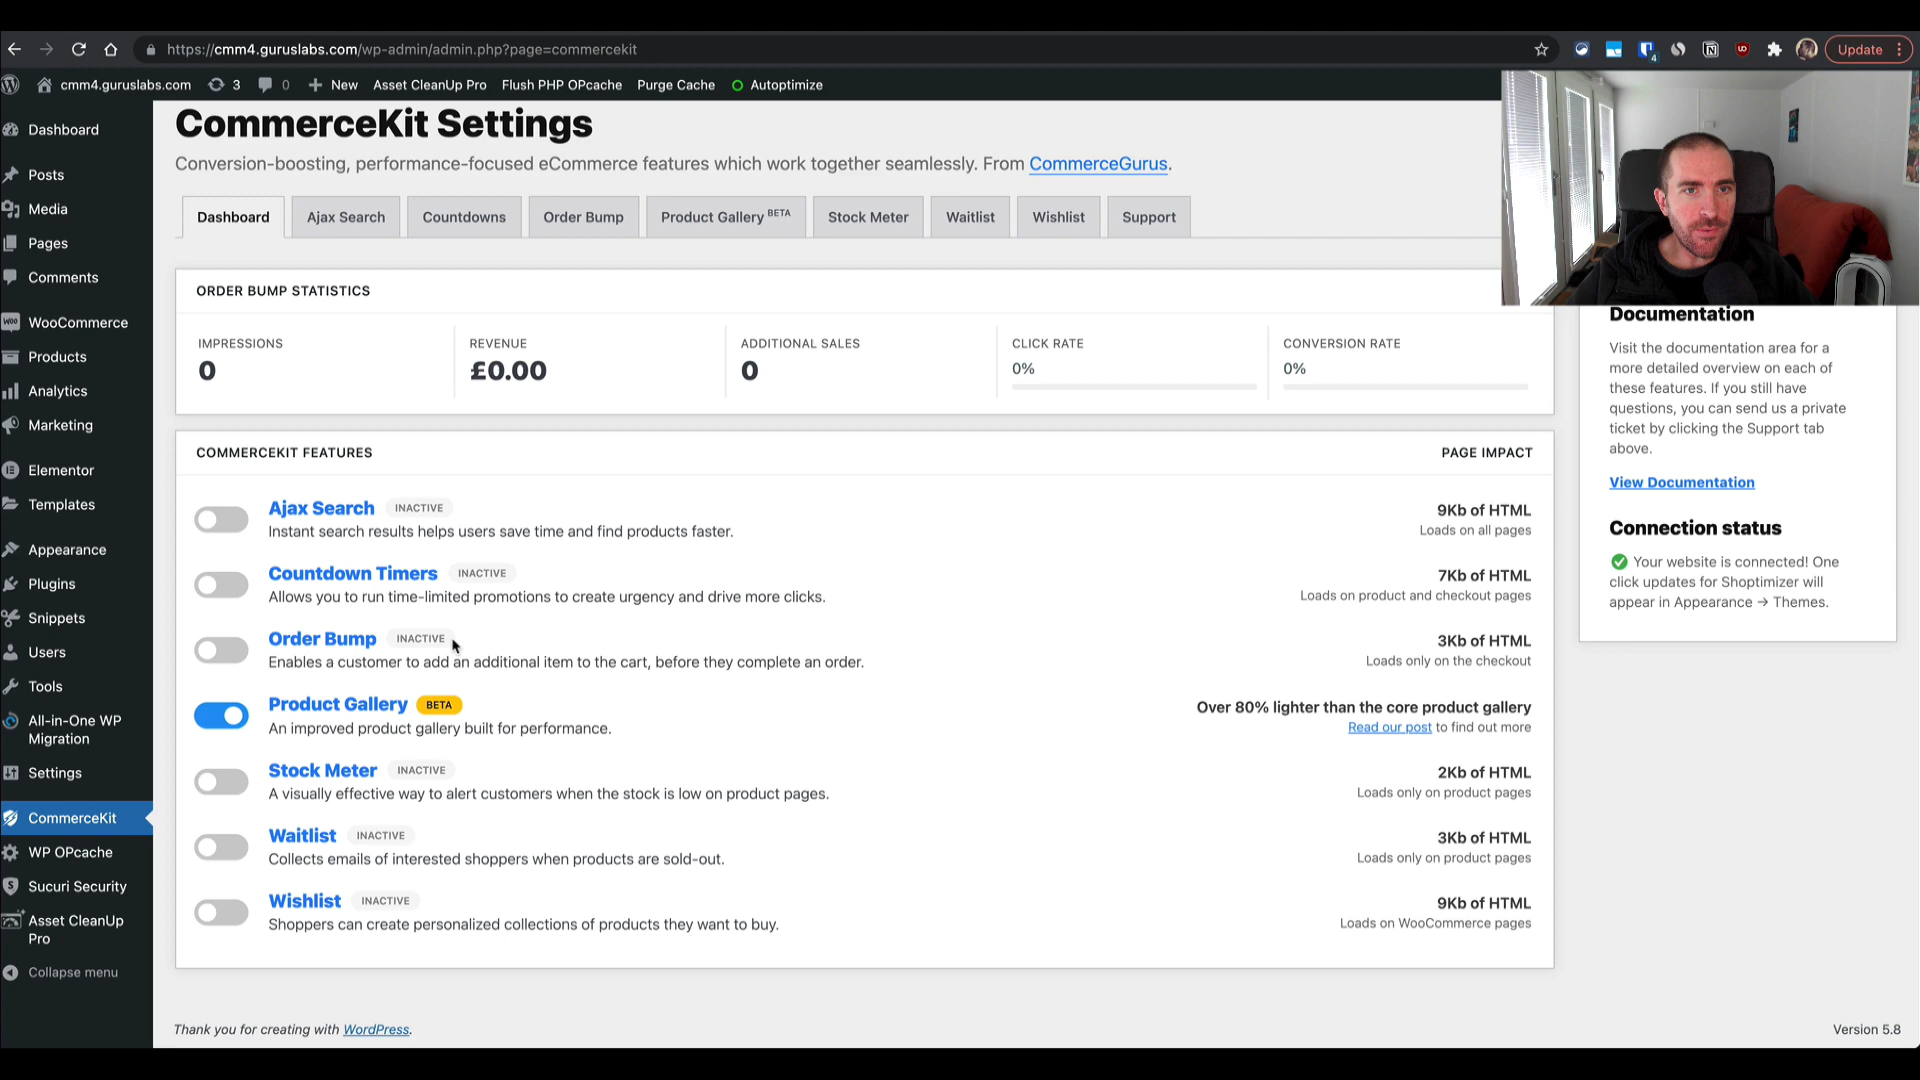 https://cmm4.guruslabs.com/wp-admin/admin.php?page=commercekit
Update
4
cmm4.guruslabs.com
3
0
New
Asset CleanUp Pro
Flush PHP OPcache
Purge Cache
Autoptimize
Dashboard
Posts
Media
Pages
Comments
WooCommerce
Products
Analytics
Marketing
Elementor
Templates
Appearance
Plugins
Snippets
Users
Tools
All-in-One WP
Migration
Settings
CommerceKit
WP OPcache
Sucuri Security
Asset CleanUp
Pro
Collapse menu
CommerceKit Settings
Conversion-boosting, performance-focused eCommerce features which work together seamlessly. From CommerceGurus.
Dashboard
Ajax Search
Countdowns
Order Bump
Product Gallery BETA
Stock Meter
Waitlist
Wishlist
Support
ORDER BUMP STATISTICS
IMPRESSIONS
0
REVENUE
£0.00
ADDITIONAL SALES
0
CLICK RATE
0%
CONVERSION RATE
0%
COMMERCEKIT FEATURES
PAGE IMPACT
Ajax Search INACTIVE
Instant search results helps users save time and find products faster.
9Kb of HTML
Loads on all pages
Countdown Timers INACTIVE
Allows you to run time-limited promotions to create urgency and drive more clicks.
7Kb of HTML
Loads on product and checkout pages
Order Bump INACTIVE
Enables a customer to add an additional item to the cart, before they complete an order.
3Kb of HTML
Loads only on the checkout
Product Gallery BETA
An improved product gallery built for performance.
Over 80% lighter than the core product gallery
Read our post to find out more
Stock Meter INACTIVE
A visually effective way to alert customers when the stock is low on product pages.
2Kb of HTML
Loads only on product pages
Waitlist INACTIVE
Collects emails of interested shoppers when products are sold-out.
3Kb of HTML
Loads only on product pages
Wishlist INACTIVE
Shoppers can create personalized collections of products they want to buy.
9Kb of HTML
Loads on WooCommerce pages
Documentation
Visit the documentation area for a
more detailed overview on each of
these features. If you still have
questions, you can send us a private
ticket by clicking the Support tab
above.
View Documentation
Connection status
Your website is connected! One
click updates for Shoptimizer will
appear in Appearance → Themes.
Thank you for creating with WordPress.
Version 5.8